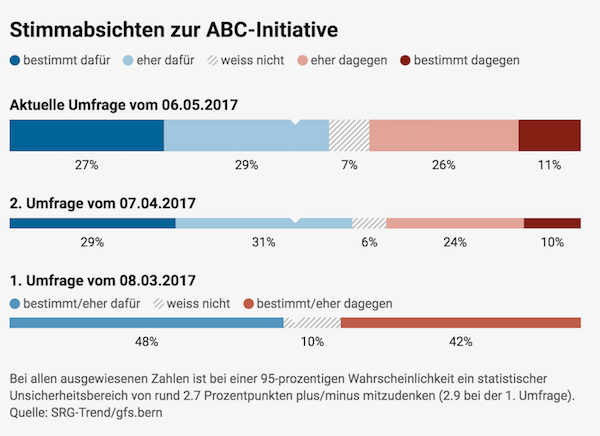 Stimmabsichten zur ABC-Initiative
bestimmt dafür eher dafür weiss nicht eher dagegen bestimmt dagegen
Aktuelle Umfrage vom 06.05.2017
27% 29% 7% 26% 11%
2. Umfrage vom 07.04.2017
29% 31% 6% 24% 10%
1. Umfrage vom 08.03.2017
bestimmt/eher dafür weiss nicht bestimmt/eher dagegen
48% 10% 42%
Bei allen ausgewiesenen Zahlen ist bei einer 95-prozentigen Wahrscheinlichkeit ein statistischer
Unsicherheitsbereich von rund 2.7 Prozentpunkten plus/minus mitzudenken (2.9 bei der 1. Umfrage).
Quelle: SRG-Trend/gfs.bern